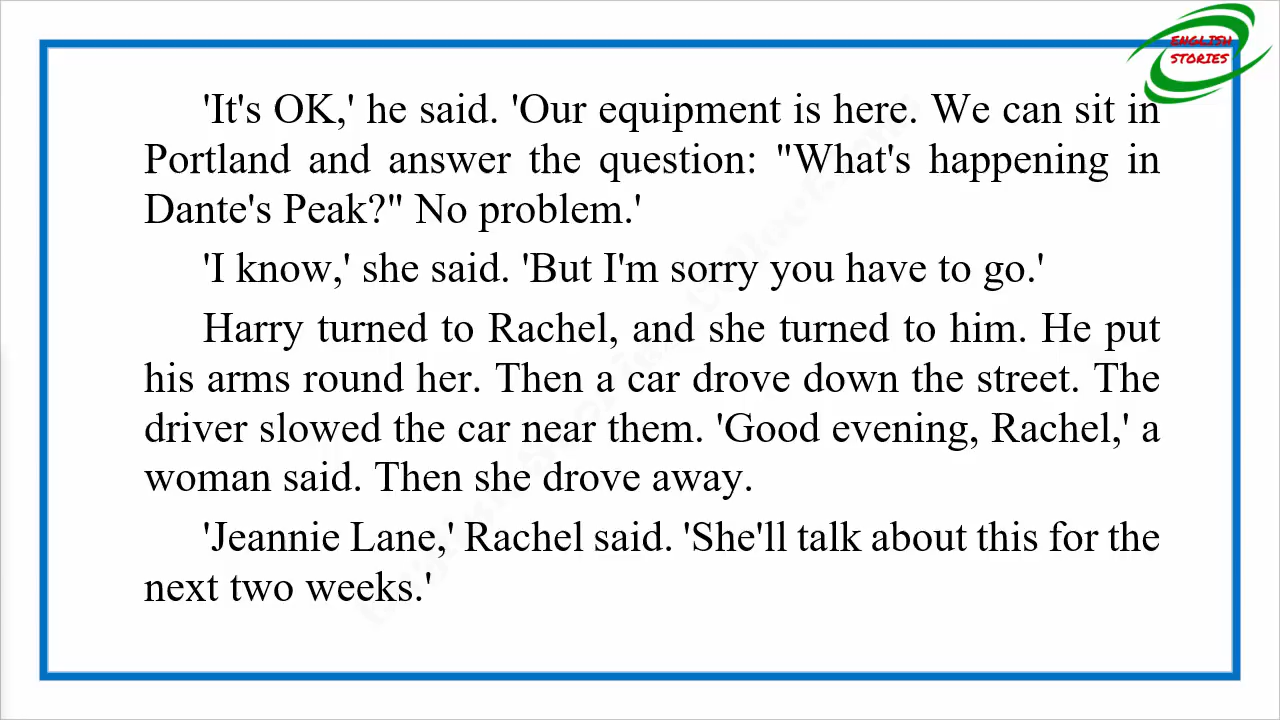 ENGLISH
STORIES
'It's OK,' he said. 'Our equipment is here. We can sit in
Portland and answer the question: "What's happening in
Dante's Peak?" No problem.'
'I know,' she said. 'But I'm sorry you have to go.'
Harry turned to Rachel, and she turned to him. He put
his arms round her. Then a car drove down the street. The
driver slowed the car near them. 'Good evening, Rachel,' a
woman said. Then she drove away.
'Jeannie Lane,' Rachel said. 'She'll talk about this for the
next two weeks.'